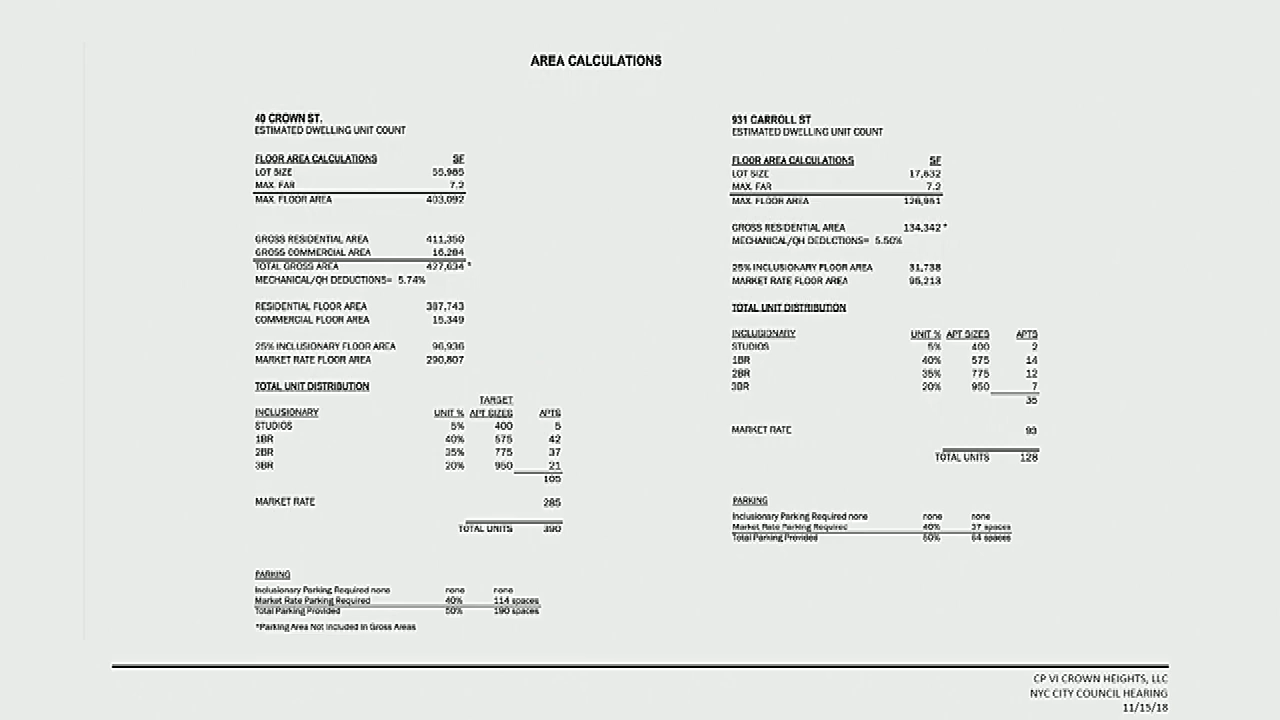 AREA CALCULATIONS
40 CROWN ST.
ESTIMATED DWELLING UNIT COUNT
FLOOR AREA CALCULATIONS SF
LOT SIZE 55,985
MAX. FAR 7.2
MAX. FLOOR AREA 403,092
GROSS RESIDENTIAL AREA 411,350
GROSS COMMERCIAL AREA 16,284
TOTAL GROSS AREA 427,634 *
MECHANICAL/QH DEDUCTIONS= 5.74%
RESIDENTIAL FLOOR AREA 387,743
COMMERCIAL FLOOR AREA 15,349
25% INCLUSIONARY FLOOR AREA 96,936
MARKET RATE FLOOR AREA 290,807
TOTAL UNIT DISTRIBUTION
TARGET
INCLUSIONARY UNIT % APT SIZES APTS
STUDIOS 5% 400 5
1BR 40% 575 42
2BR 35% 775 37
3BR 20% 950 21
105
MARKET RATE 285
TOTAL UNITS 390
PARKING
Inclusionary Parking Required none none none
Market Rate Parking Required 40% 114 spaces
Total Parking Provided 50% 190 spaces
*Parking Area Not Included in Gross Areas
931 CARROLL ST
ESTIMATED DWELLING UNIT COUNT
FLOOR AREA CALCULATIONS SF
LOT SIZE 17,632
MAX. FAR 7.2
MAX. FLOOR AREA 126,951
GROSS RESIDENTIAL AREA 134,342 *
MECHANICAL/QH DEDUCTIONS= 5.50%
25% INCLUSIONARY FLOOR AREA 31,738
MARKET RATE FLOOR AREA 95,213
TOTAL UNIT DISTRIBUTION
INCLUSIONARY UNIT % APT SIZES APTS
STUDIOS 5% 400 2
1BR 40% 575 14
2BR 35% 775 12
3BR 20% 950 7
35
MARKET RATE 93
TOTAL UNITS 128
PARKING
Inclusionary Parking Required none none none
Market Rate Parking Required 40% 37 spaces
Total Parking Provided 50% 64 spaces
CP VI CROWN HEIGHTS, LLC
NYC CITY COUNCIL HEARING
11/15/18